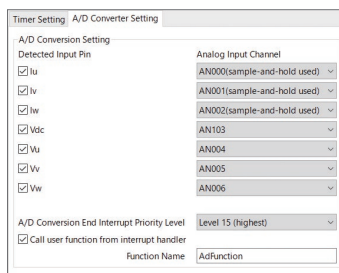 Timer Setting A/D Converter Setting
A/D Conversion Setting
Detected Input Pin Analog Input Channel
Iu AN000(sample-and-hold used)
Iv AN001(sample-and-hold used)
Iw AN002(sample-and-hold used)
Vdc AN103
Vu AN004
Vv AN005
Vw AN006
A/D Conversion End Interrupt Priority Level Level 15 (highest)
Call user function from interrupt handler
Function Name AdFunction